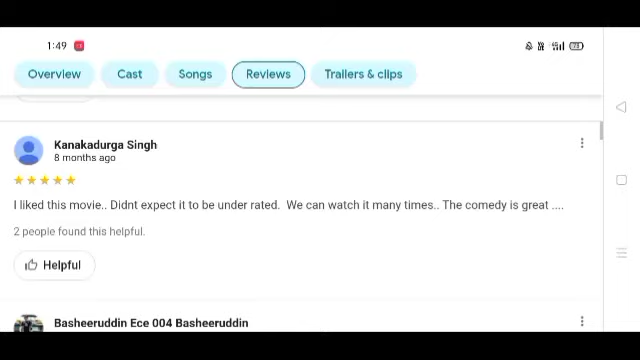 1:49
Overview Cast Songs Reviews Trailers & clips
Kanakadurga Singh
8 months ago
I liked this movie.. Didnt expect it to be under rated. We can watch it many times.. The comedy is great ....
2 people found this helpful.
Helpful
Basheeruddin Ece 004 Basheeruddin